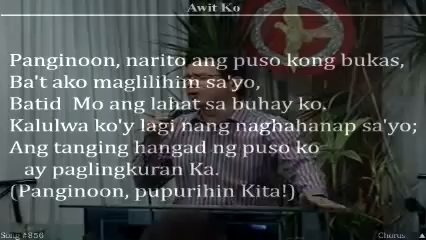 Awit Ko
Panginoon, narito ang puso kong bukas,
Ba't ako maglilihim sa'yo,
Batid Mo ang lahat sa buhay ko.
Kalulwa ko'y lagi nang naghahanap sa'yo;
Ang tanging hangad ng puso ko
ay paglingkuran Ka.
(Panginoon, pupurihin Kita!)
Song #856
Chorus